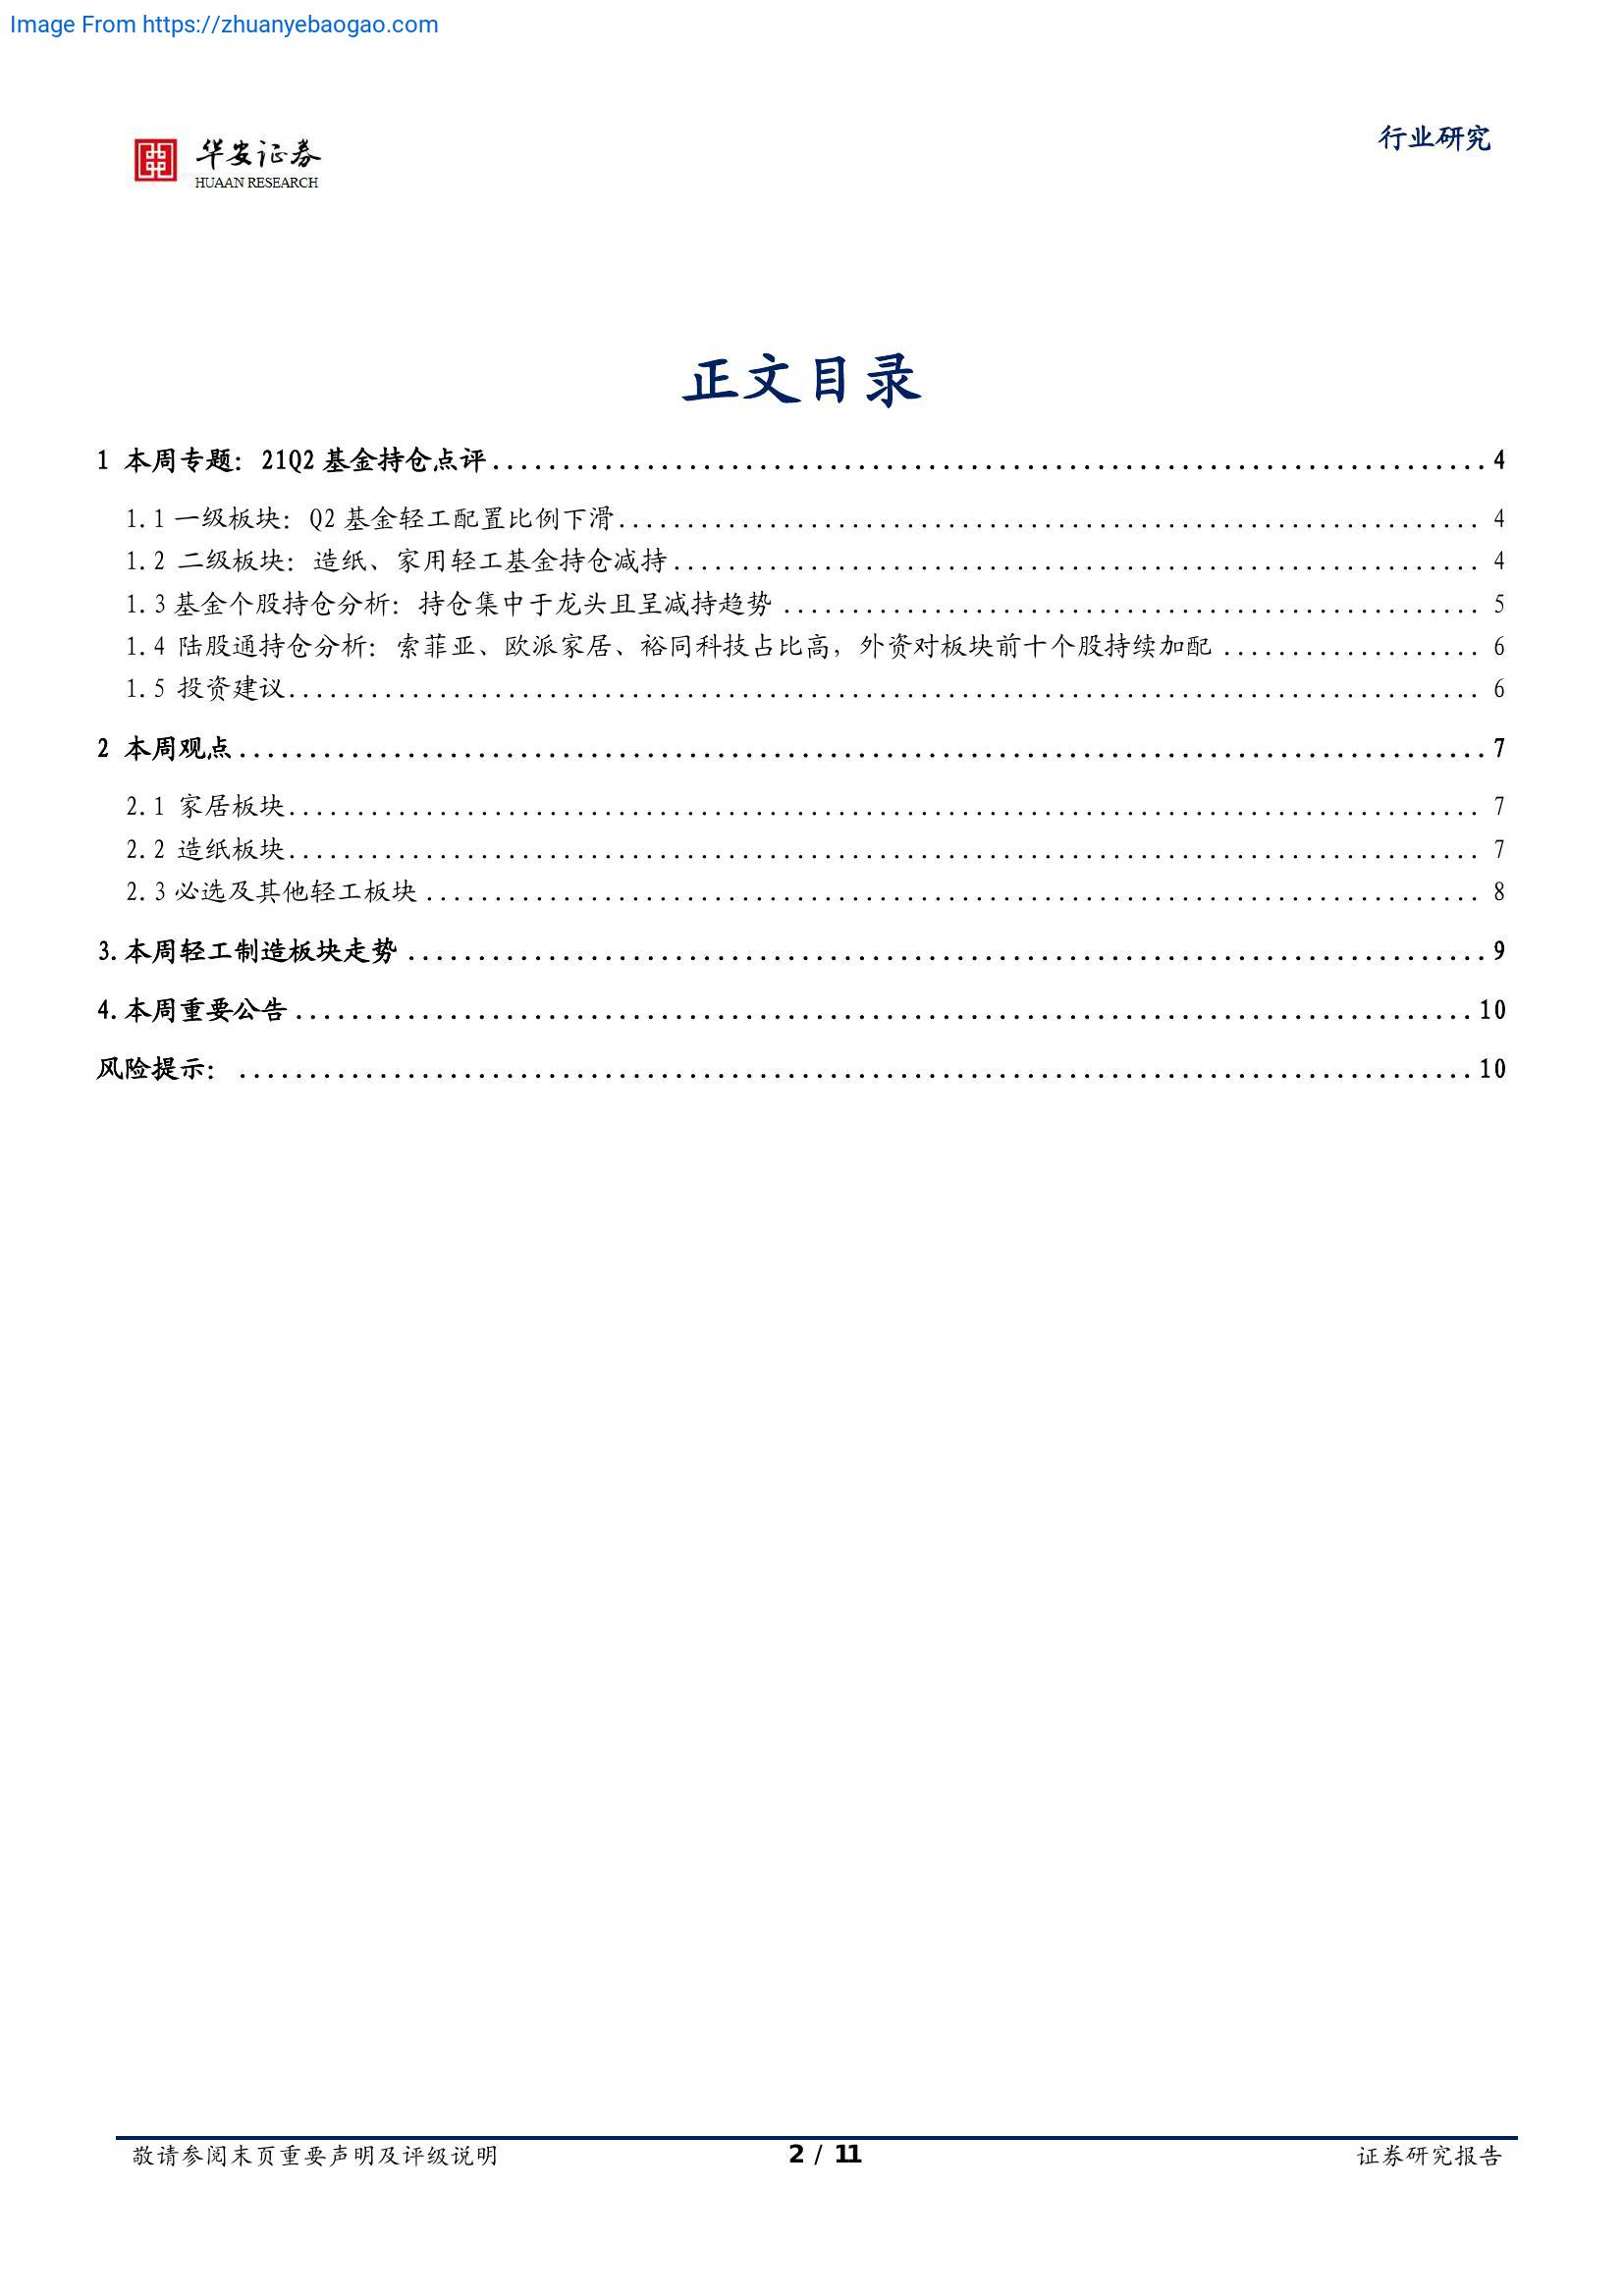 Image From https://zhuanyebaogao.com
华安证券
HUAAN RESEARCH
行业研究
正文目录
1 本周专题：21Q2 基金持仓点评........................................................................4
1.1 一级板块：Q2 基金轻工配置比例下滑................................................................4
1.2 二级板块：造纸、家用轻工基金持仓减持............................................................4
1.3 基金个股持仓分析：持仓集中于龙头且呈减持趋势....................................................5
1.4 陆股通持仓分析：索菲亚、欧派家居、裕同科技占比高，外资对板块前十个股持续加配...................6
1.5 投资建议........................................................................................6
2 本周观点..........................................................................................7
2.1 家居板块........................................................................................7
2.2 造纸板块........................................................................................7
2.3 必选及其他轻工板块..............................................................................8
3.本周轻工制造板块走势..............................................................................9
4.本周重要公告.....................................................................................10
风险提示：.........................................................................................10
敬请参阅末页重要声明及评级说明
2 / 11
证券研究报告